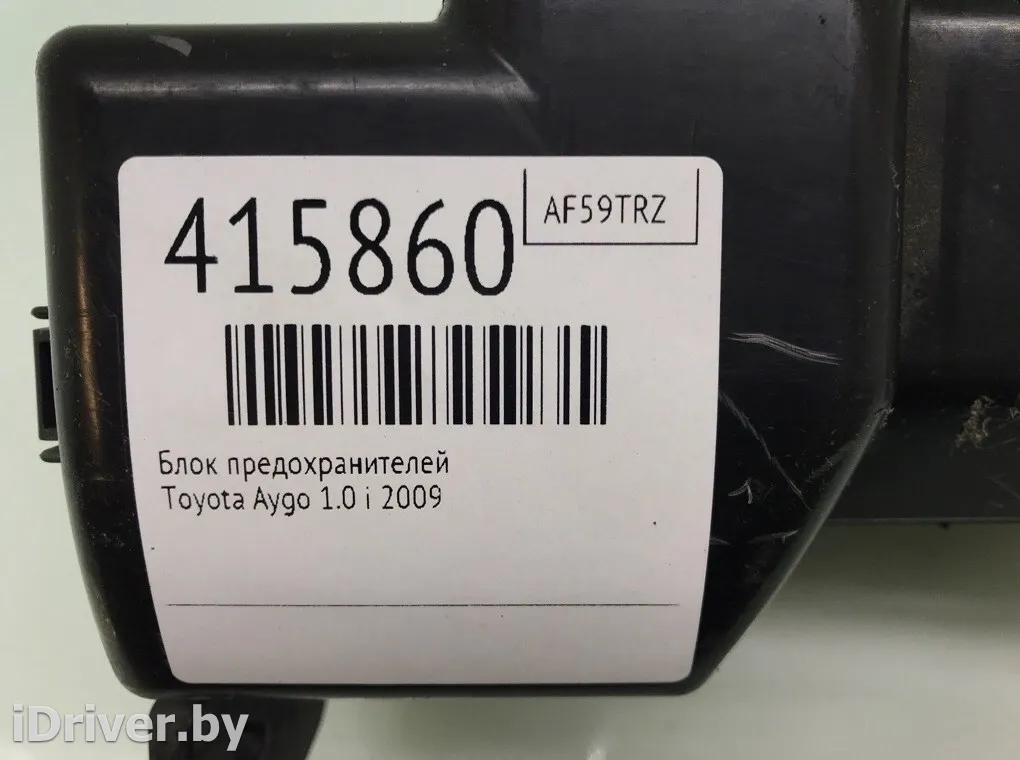 415860
AF59TRZ
Блок предохранителей
Toyota Aygo 1.0 i 2009
iDriver.by